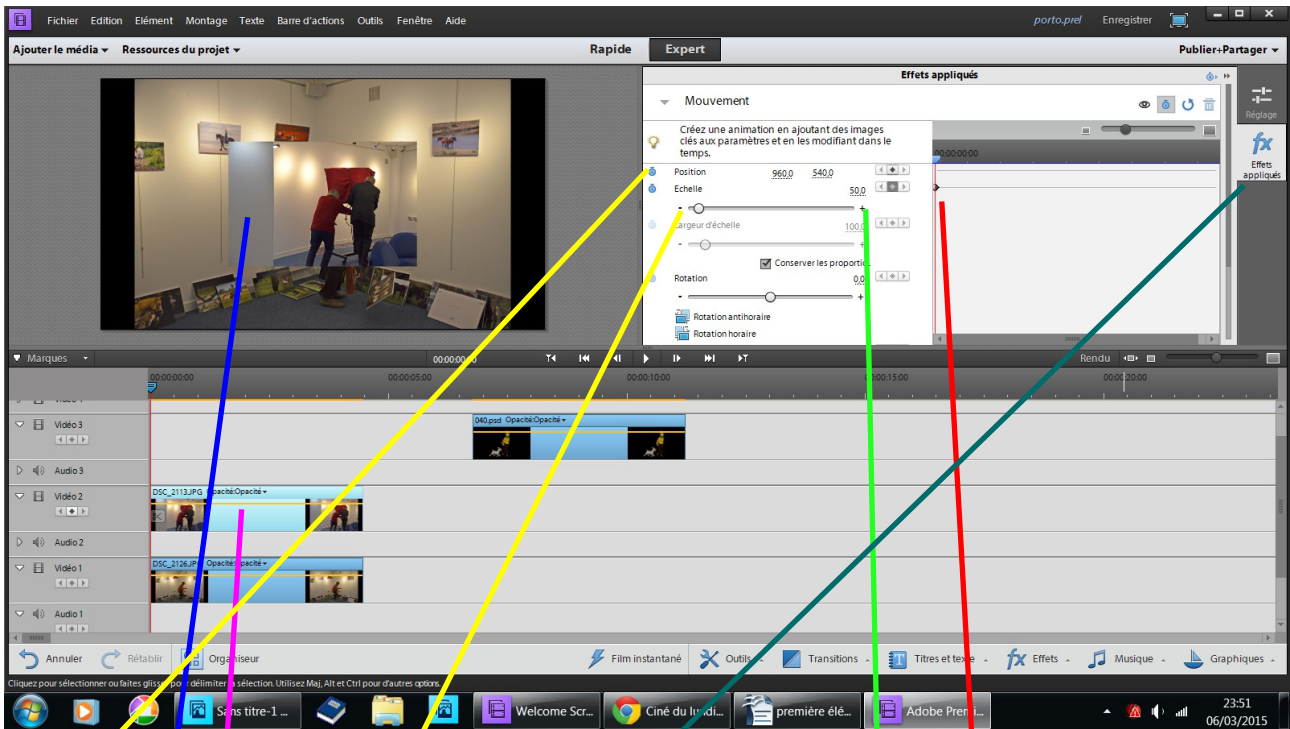 Fichier Edition Elément Montage Texte Barre d'actions Outils Fenêtre Aide
porto.prel Enregistrer
Ajouter le média Ressources du projet
Rapide Expert
Publier+Partager
Effets appliqués
Mouvement
Réglage
Créez une animation en ajoutant des images
clés aux paramètres et en les modifiant dans le
temps.
fx
Effets
appliqués
00:00:00:00
Position 960,0 540,0
Echelle 50,0
- +
Largeur d'échelle 100,0
- +
Conserver les proportio
Rotation 0,0
- +
Rotation antihoraire
Rotation horaire
Marques
Rendu
00:00:00:00 00:00:05:00 00:00:10:00 00:00:15:00 00:00:20:00
Vidéo 3
040.psd Opacité:Opacité
Audio 3
Vidéo 2
DSC_2113.JPG Opacité:Opacité
Audio 2
Vidéo 1
DSC_2126.JPG Opacité:Opacité
Audio 1
Annuler Rétablir Organiseur
Film instantané Outils Transitions Titres et texte fx Effets Musique Graphiques
Cliquez pour sélectionner ou faites glisser pour délimiter la sélection. Utilisez Maj, Alt et Ctrl pour d'autres options.
Sans titre-1 ...
Welcome Scr...
Ciné du lundi...
première élé...
Adobe Premi...
23:51
06/03/2015